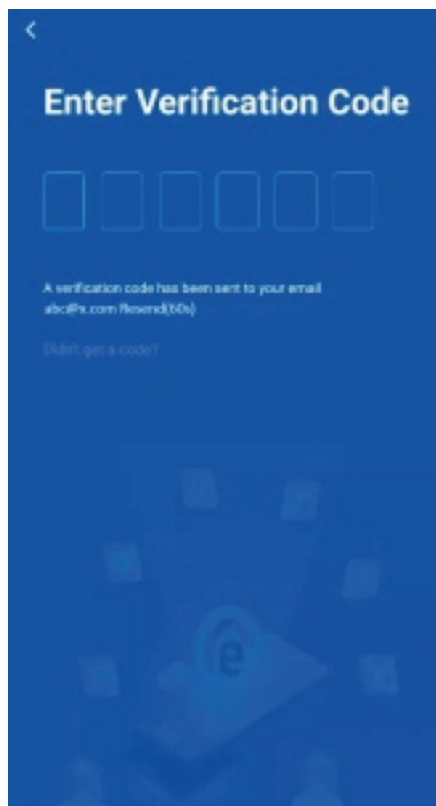 Enter Verification Code
A verification code has been sent to your email
abc@x.com Resend(60s)
Didn't get a code?
e